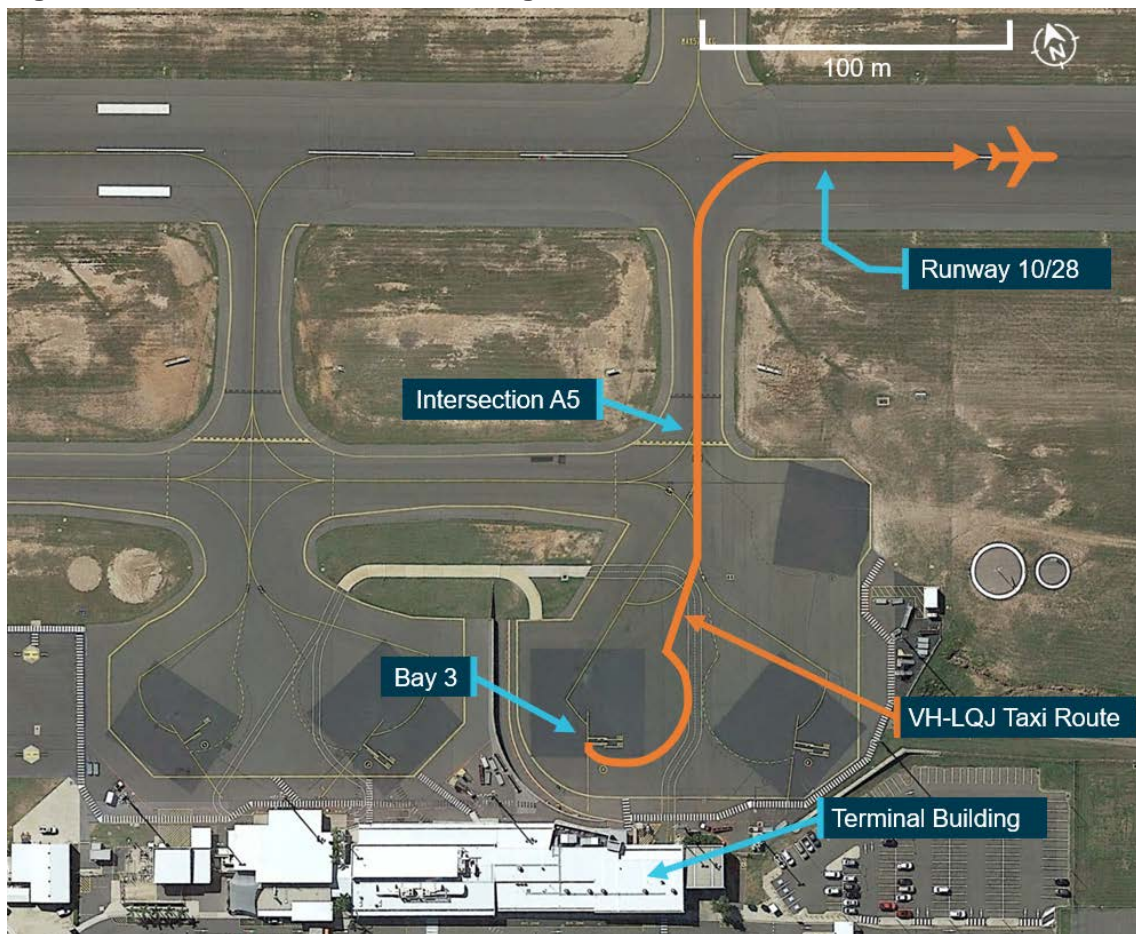 100 m
N
Runway 10/28
Intersection A5
Bay 3
VH-LQJ Taxi Route
Terminal Building